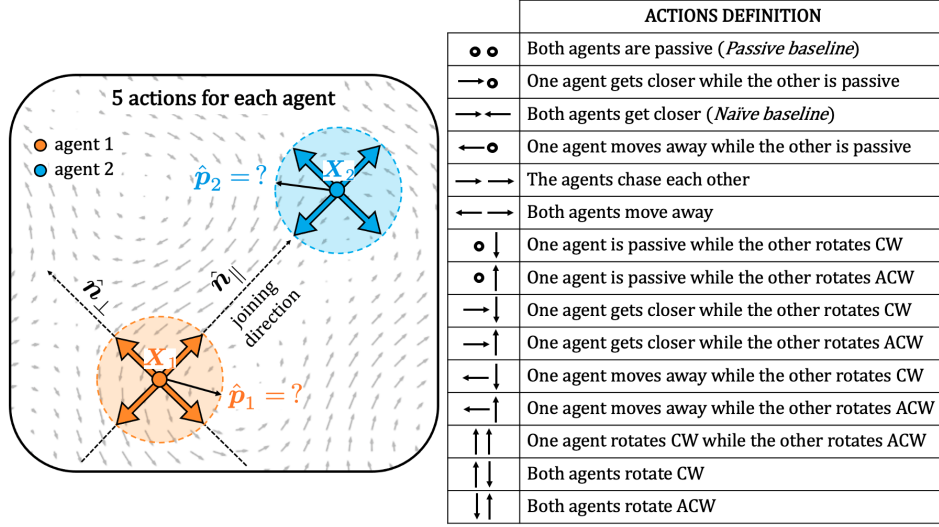 5 actions for each agent
agent 1
agent 2
p̂₂ = ?
X₂
n̂⊥
n̂∥
joining
direction
X₁
p̂₁ = ?
ACTIONS DEFINITION
Both agents are passive (Passive baseline)
One agent gets closer while the other is passive
Both agents get closer (Naïve baseline)
One agent moves away while the other is passive
The agents chase each other
Both agents move away
One agent is passive while the other rotates CW
One agent is passive while the other rotates ACW
One agent gets closer while the other rotates CW
One agent gets closer while the other rotates ACW
One agent moves away while the other rotates CW
One agent moves away while the other rotates ACW
One agent rotates CW while the other rotates ACW
Both agents rotate CW
Both agents rotate ACW